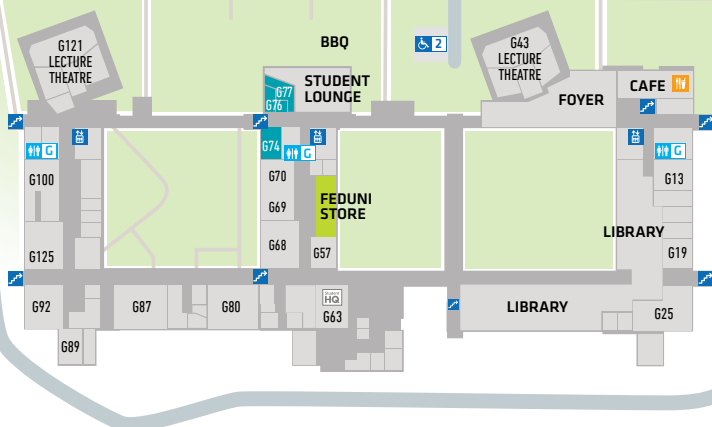 BBQ
2
G121
LECTURE
THEATRE
G43
LECTURE
THEATRE
STUDENT
LOUNGE
G77
G76
FOYER
CAFE
G
G74
G
G
G100
G70
G69
FEDUNI
STORE
G13
LIBRARY
G125
G68
G57
G19
G92
G87
G80
Student
HQ
G63
LIBRARY
G25
G89